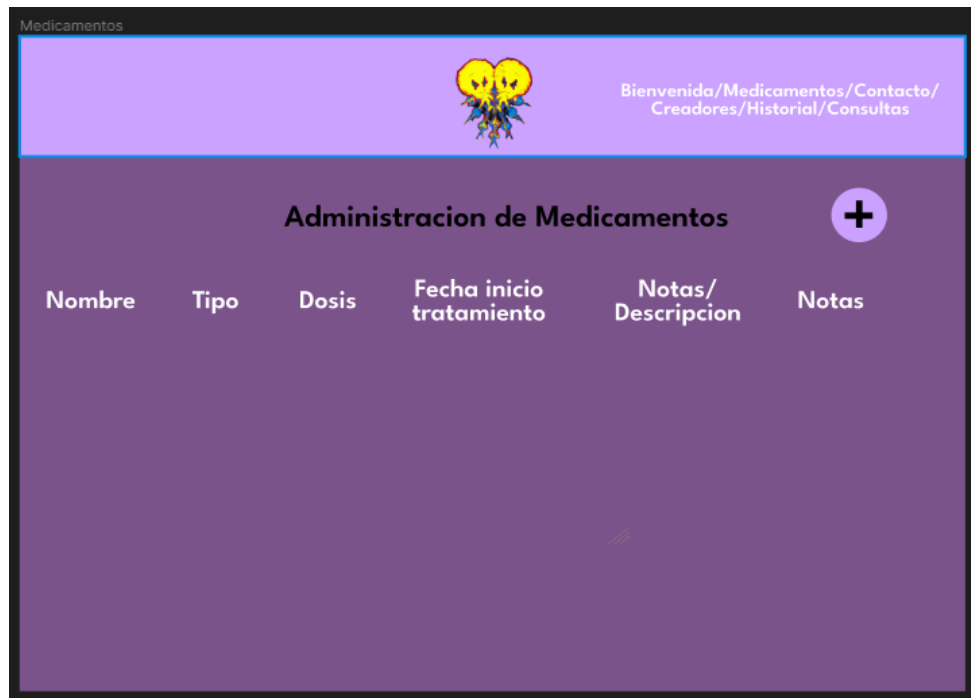 Medicamentos
Bienvenida/Medicamentos/Contacto/
Creadores/Historial/Consultas
Administracion de Medicamentos
+
Nombre
Tipo
Dosis
Fecha inicio
tratamiento
Notas/
Descripcion
Notas